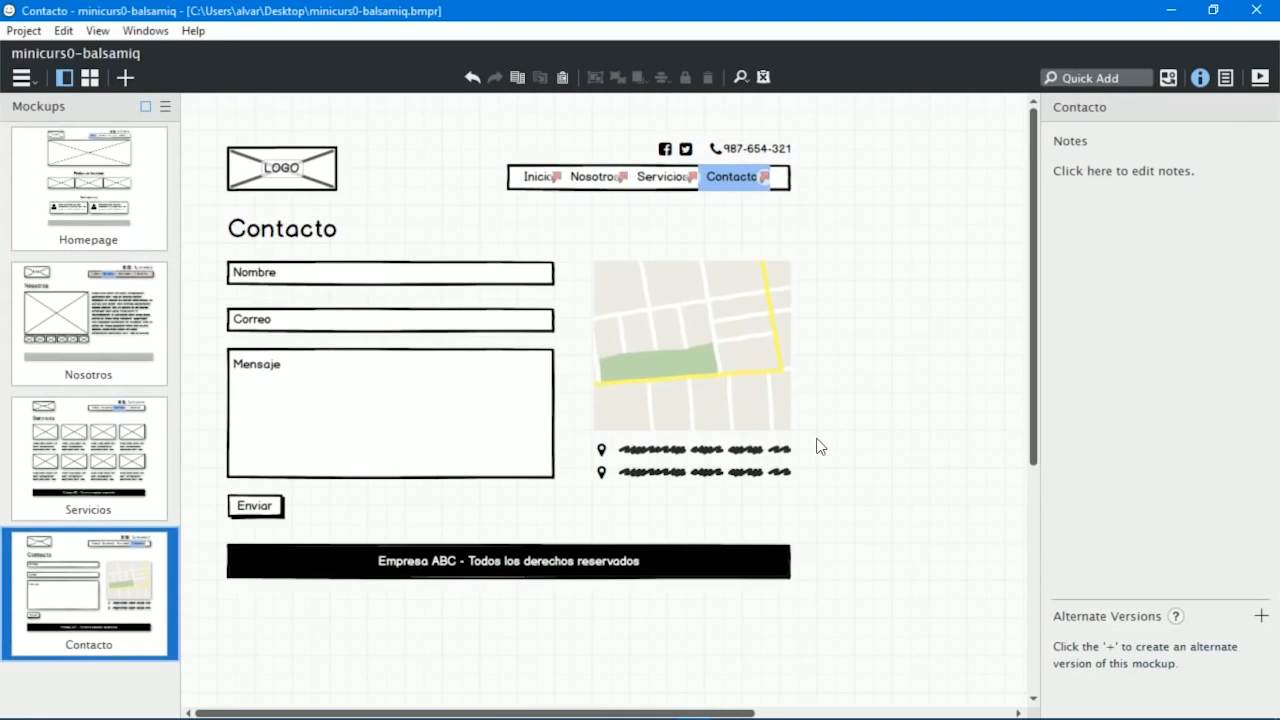 Contacto - minicurs0-balsamiq - [C:\Users\alvar\Desktop\minicurs0-balsamiq.bmpr]
Project Edit View Windows Help
minicurs0-balsamiq
Quick Add
Mockups
Homepage
Nosotros
Servicios
Contacto
LOGO
987-654-321
Inicio Nosotros Servicios Contacto
Contacto
Nombre
Correo
Mensaje
Enviar
Empresa ABC - Todos los derechos reservados
Contacto
Notes
Click here to edit notes.
Alternate Versions ?
Click the '+' to create an alternate
version of this mockup.